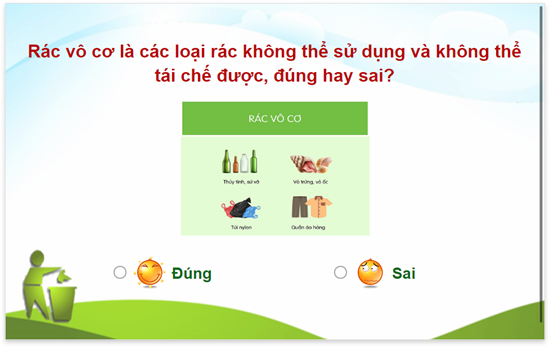 Rác vô cơ là các loại rác không thể sử dụng và không thể
tái chế được, đúng hay sai?
RÁC VÔ CƠ
Thủy tinh, sứ vỡ
Vỏ trứng, vỏ ốc
Túi nylon
Quần áo hỏng
Đúng
Sai